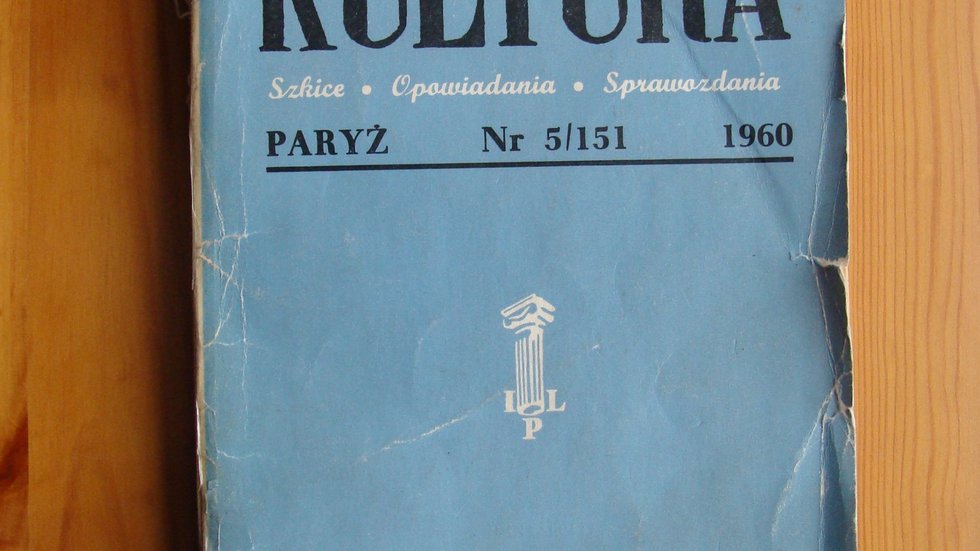 KULTURA
Szkice • Opowiadania • Sprawozdania
PARYŻ Nr 5/151 1960
I L
P